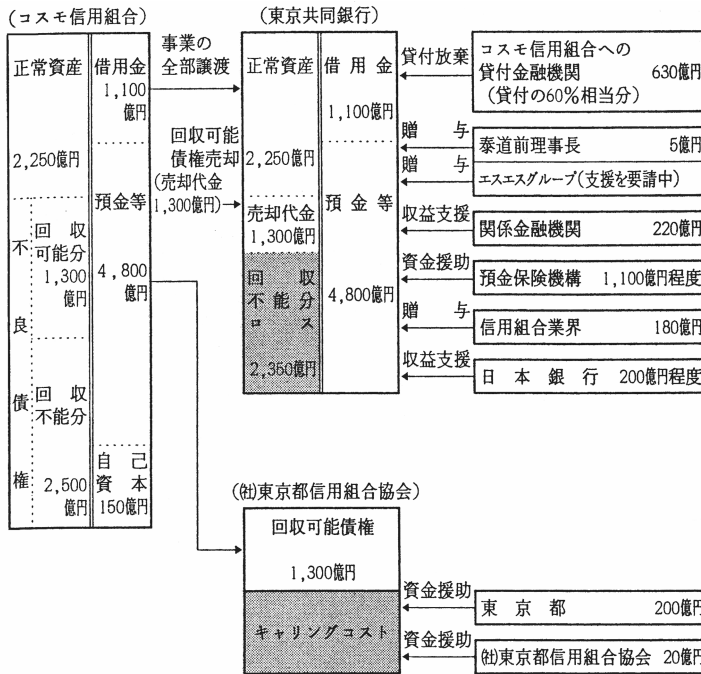 (コスモ信用組合)
正常資産
2,250億円
不良債権
回収
可能分
1,300
億円
回収
不能分
2,500
億円
借用金
1,100
億円
預金等
4,800
億円
自己
資本
150億円
事業の
全部譲渡
回収可能
債権売却
(売却代金
1,300億円)
(東京共同銀行)
正常資産
2,250億円
売却代金
1,300億円
回収
不能分
ロス
2,350億円
借用金
1,100億円
預金等
4,800億円
貸付放棄
コスモ信用組合への
貸付金融機関 630億円
(貸付の60%相当分)
贈与
泰道前理事長 5億円
贈与
エスエスグループ(支援を要請中)
収益支援
関係金融機関 220億円
資金援助
預金保険機構 1,100億円程度
贈与
信用組合業界 180億円
収益支援
日本銀行 200億円程度
(㈳東京都信用組合協会)
回収可能債権
1,300億円
キャリングコスト
資金援助
東京都 200億円
資金援助
㈳東京都信用組合協会 20億円